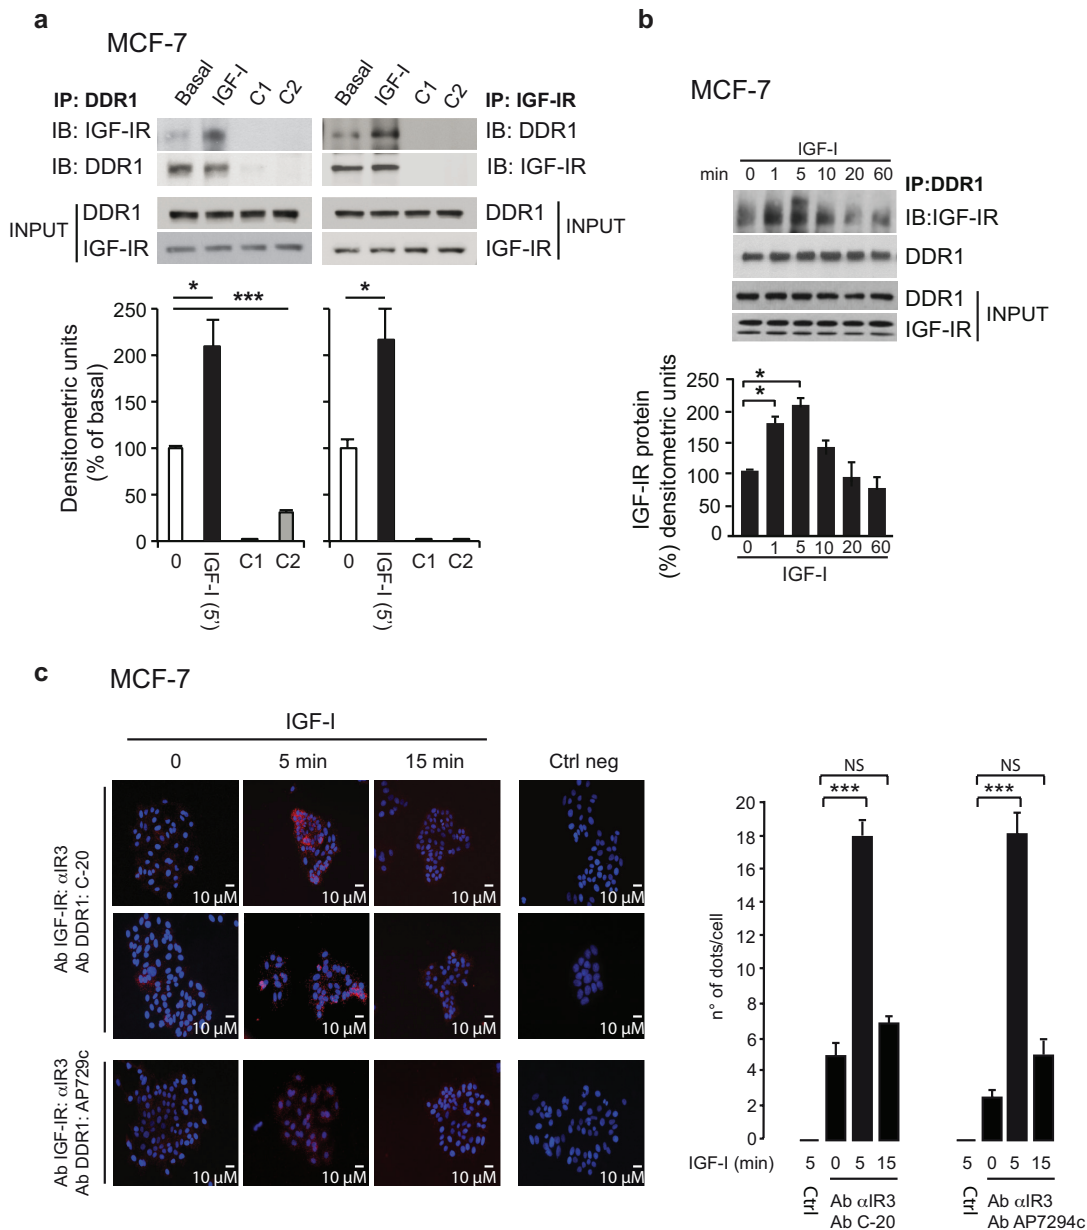 a
MCF-7
Basal IGF-I C1 C2 Basal IGF-I C1 C2
IP: DDR1 IP: IGF-IR
IB: IGF-IR IB: DDR1
IB: DDR1 IB: IGF-IR
INPUT DDR1 DDR1 INPUT
IGF-IR IGF-IR
* *** *
Densitometric units
(% of basal)
250
200
150
100
50
0
0 IGF-I (5') C1 C2 0 IGF-I (5') C1 C2
b
MCF-7
IGF-I
min 0 1 5 10 20 60
IP:DDR1
IB:IGF-IR
DDR1
DDR1
IGF-IR
INPUT
*
*
IGF-IR protein
(%) densitometric units
250
200
150
100
50
0
0 1 5 10 20 60
IGF-I
c
MCF-7
IGF-I
0 5 min 15 min Ctrl neg
Ab IGF-IR: αIR3
Ab DDR1: C-20
10 µM 10 µM 10 µM 10 µM
10 µM 10 µM 10 µM 10 µM
Ab IGF-IR: αIR3
Ab DDR1: AP729c
10 µM 10 µM 10 µM 10 µM
NS NS
*** ***
n° of dots/cell
20
18
16
14
12
10
8
6
4
2
0
IGF-I (min) 5 0 5 15 5 0 5 15
Ctrl Ab αIR3 Ctrl Ab αIR3
Ab C-20 Ab AP7294c